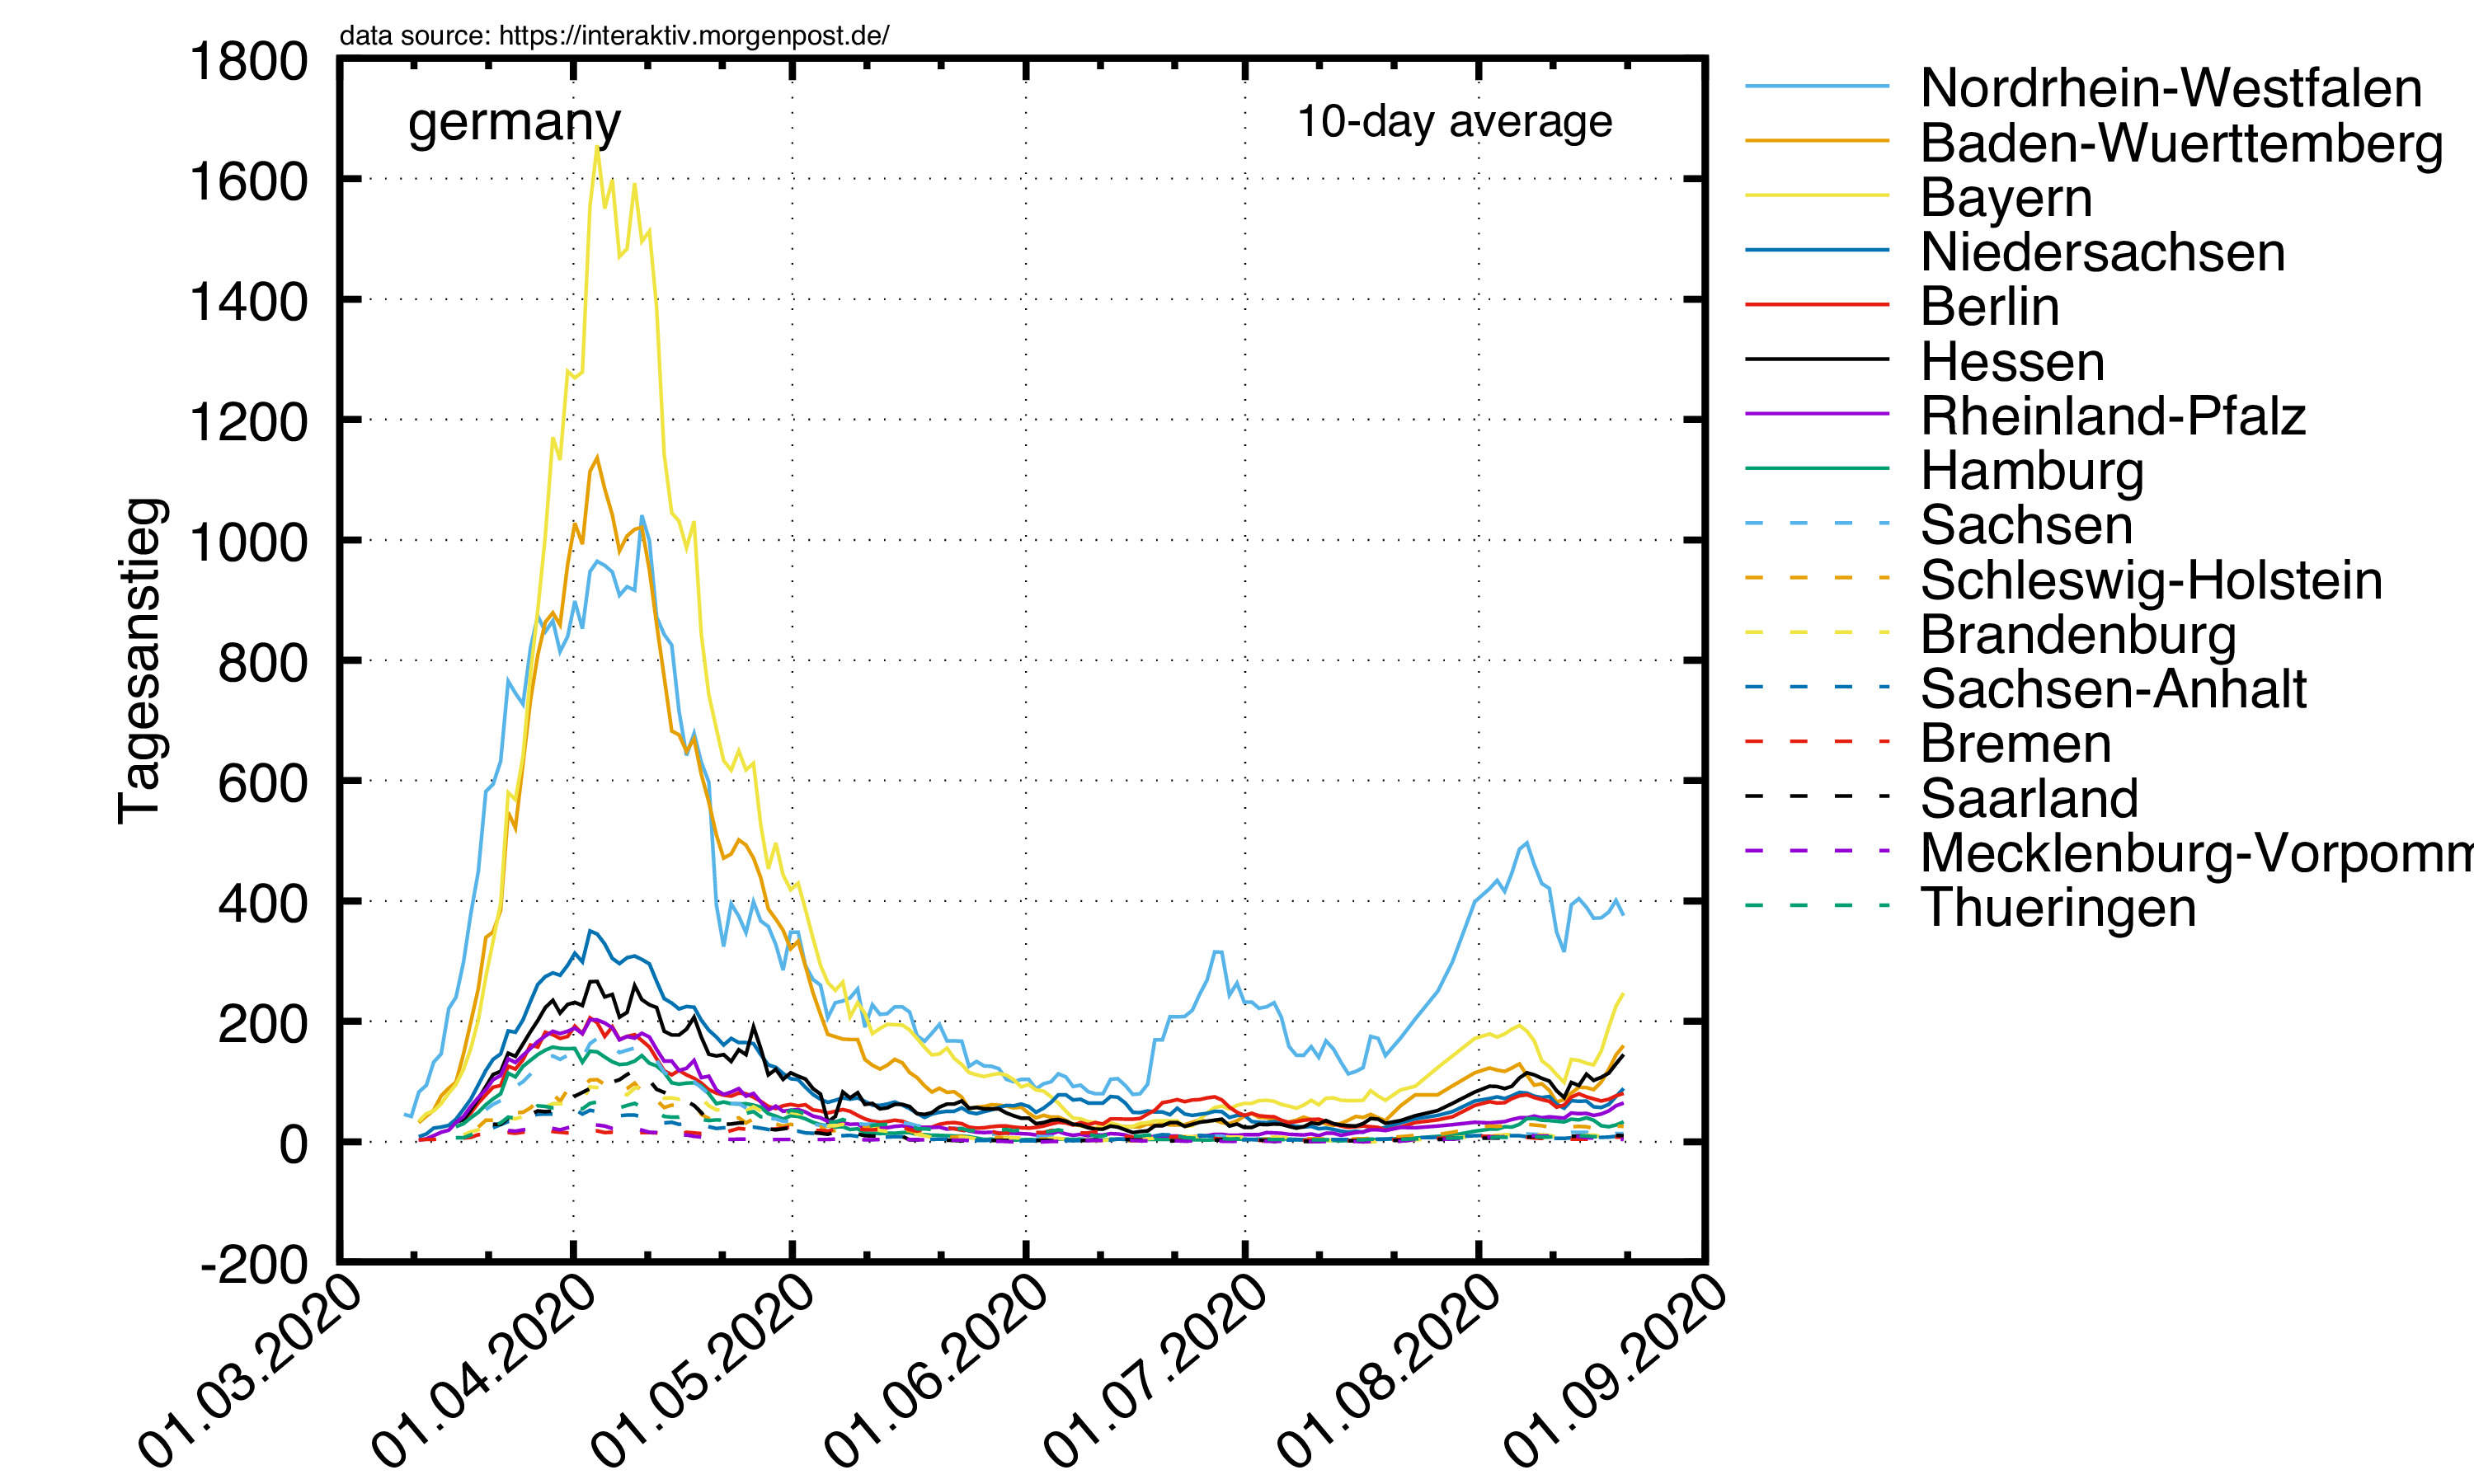 data source: https://interaktiv.morgenpost.de/
germany
10-day average
Tagesanstieg
1800
1600
1400
1200
1000
800
600
400
200
0
-200
01.03.2020
01.04.2020
01.05.2020
01.06.2020
01.07.2020
01.08.2020
01.09.2020
Nordrhein-Westfalen
Baden-Wuerttemberg
Bayern
Niedersachsen
Berlin
Hessen
Rheinland-Pfalz
Hamburg
Sachsen
Schleswig-Holstein
Brandenburg
Sachsen-Anhalt
Bremen
Saarland
Mecklenburg-Vorpomm
Thueringen